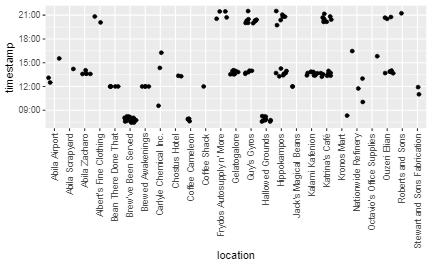 21:00
18:00
15:00
12:00
09:00
timestamp
Abila Airport
Abila Scrapyard
Abila Zacharo
Albert's Fine Clothing
Bean There Done That
Brew've Been Served
Brewed Awakenings
Carlyle Chemical Inc.
Chostus Hotel
Coffee Cameleon
Coffee Shack
Frydos Autosupply n' More
Gelatogalore
Guy's Gyros
Hallowed Grounds
Hippokampos
Jack's Magical Beans
Kalami Kafenion
Katrina's Café
Kronos Mart
Nationwide Refinery
Octavio's Office Supplies
Ouzeri Elian
Roberts and Sons
Stewart and Sons Fabrication
location